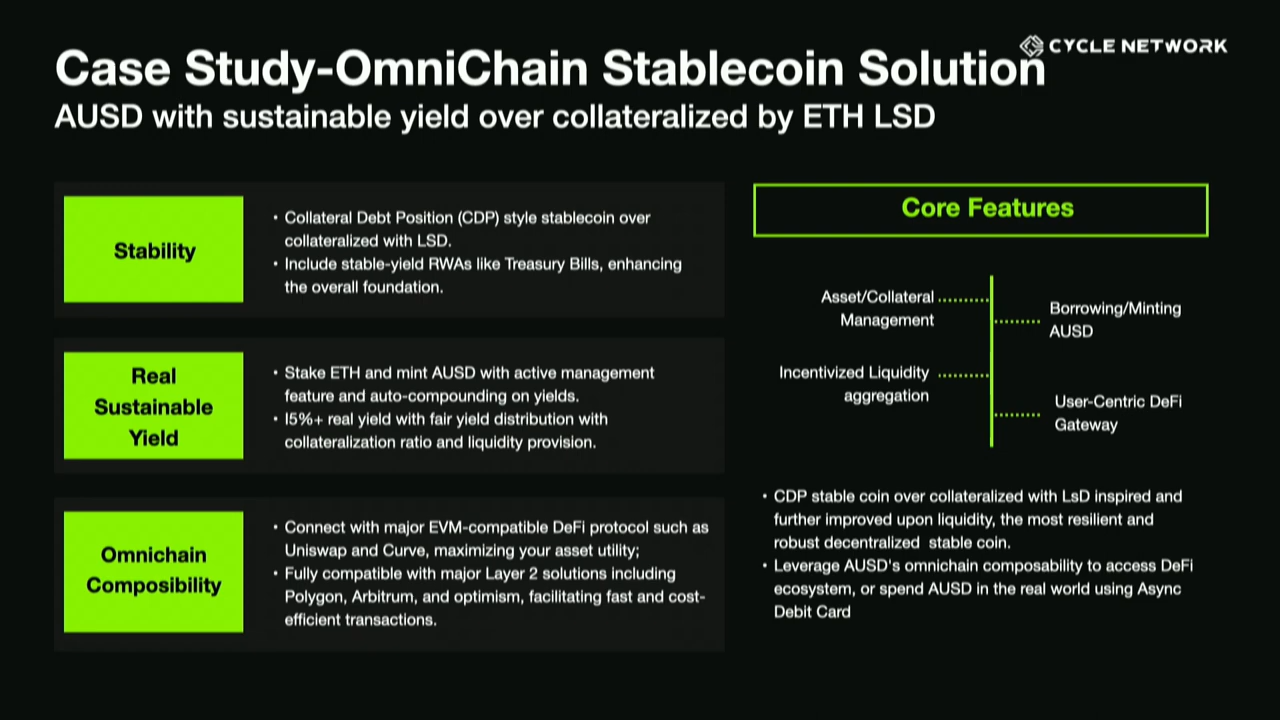 CYCLE NETWORK
Case Study-OmniChain Stablecoin Solution
AUSD with sustainable yield over collateralized by ETH LSD
Stability
• Collateral Debt Position (CDP) style stablecoin over
collateralized with LSD.
• Include stable-yield RWAs like Treasury Bills, enhancing
the overall foundation.
Real
Sustainable
Yield
• Stake ETH and mint AUSD with active management
feature and auto-compounding on yields.
• I5%+ real yield with fair yield distribution with
collateralization ratio and liquidity provision.
Omnichain
Composibility
• Connect with major EVM-compatible DeFi protocol such as
Uniswap and Curve, maximizing your asset utility;
• Fully compatible with major Layer 2 solutions including
Polygon, Arbitrum, and optimism, facilitating fast and cost-
efficient transactions.
Core Features
Asset/Collateral
Management
Borrowing/Minting
AUSD
Incentivized Liquidity
aggregation
User-Centric DeFi
Gateway
• CDP stable coin over collateralized with LsD inspired and
further improved upon liquidity, the most resilient and
robust decentralized  stable coin.
• Leverage AUSD's omnichain composability to access DeFi
ecosystem, or spend AUSD in the real world using Async
Debit Card